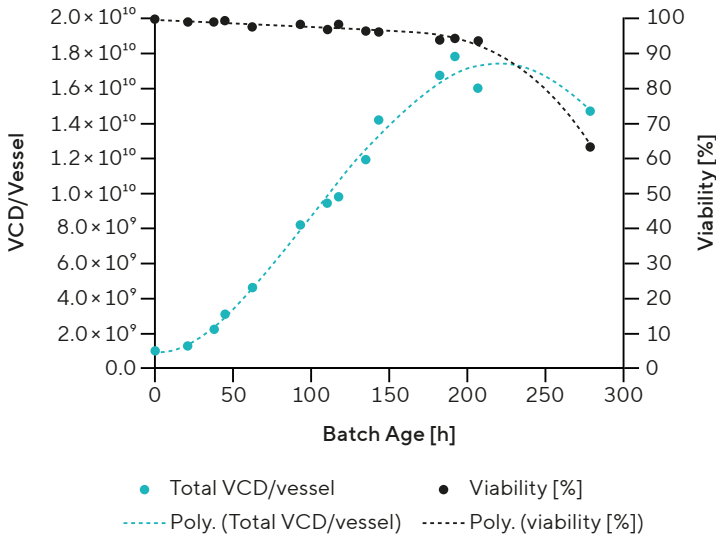 VCD/Vessel
2.0 × 10¹⁰
1.8 × 10¹⁰
1.6 × 10¹⁰
1.4 × 10¹⁰
1.2 × 10¹⁰
1.0 × 10¹⁰
8.0 × 10⁹
6.0 × 10⁹
4.0 × 10⁹
2.0 × 10⁹
0.0
100
90
80
70
60
50
40
30
20
10
0
Viability [%]
0 50 100 150 200 250 300
Batch Age [h]
Total VCD/vessel Viability [%]
Poly. (Total VCD/vessel) Poly. (viability [%])